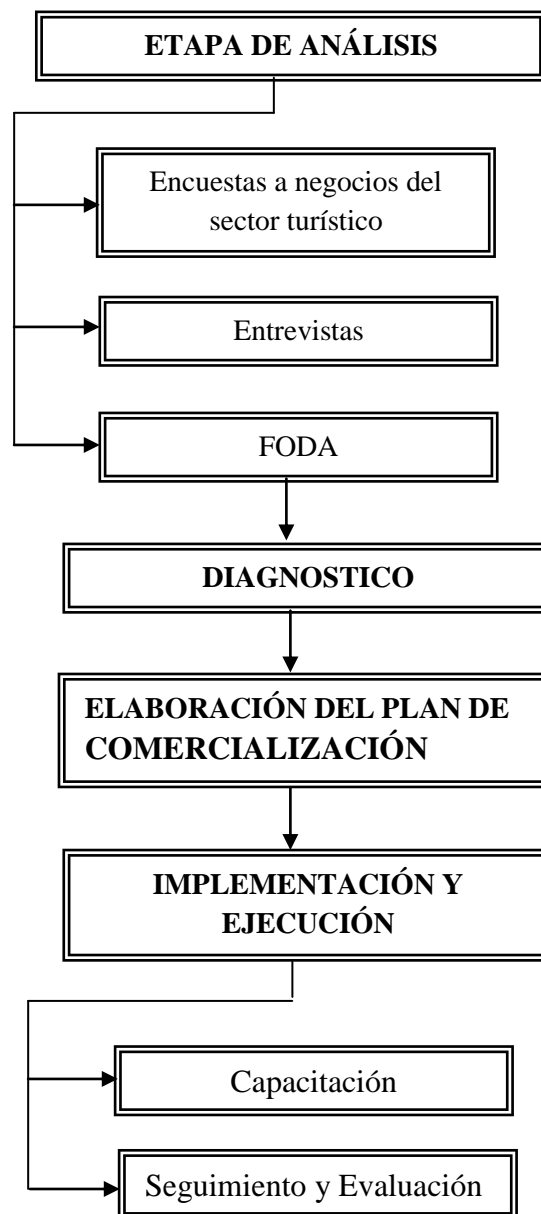 ETAPA DE ANÁLISIS
Encuestas a negocios del
sector turístico
Entrevistas
FODA
DIAGNOSTICO
ELABORACIÓN DEL PLAN DE
COMERCIALIZACIÓN
IMPLEMENTACIÓN Y
EJECUCIÓN
Capacitación
Seguimiento y Evaluación